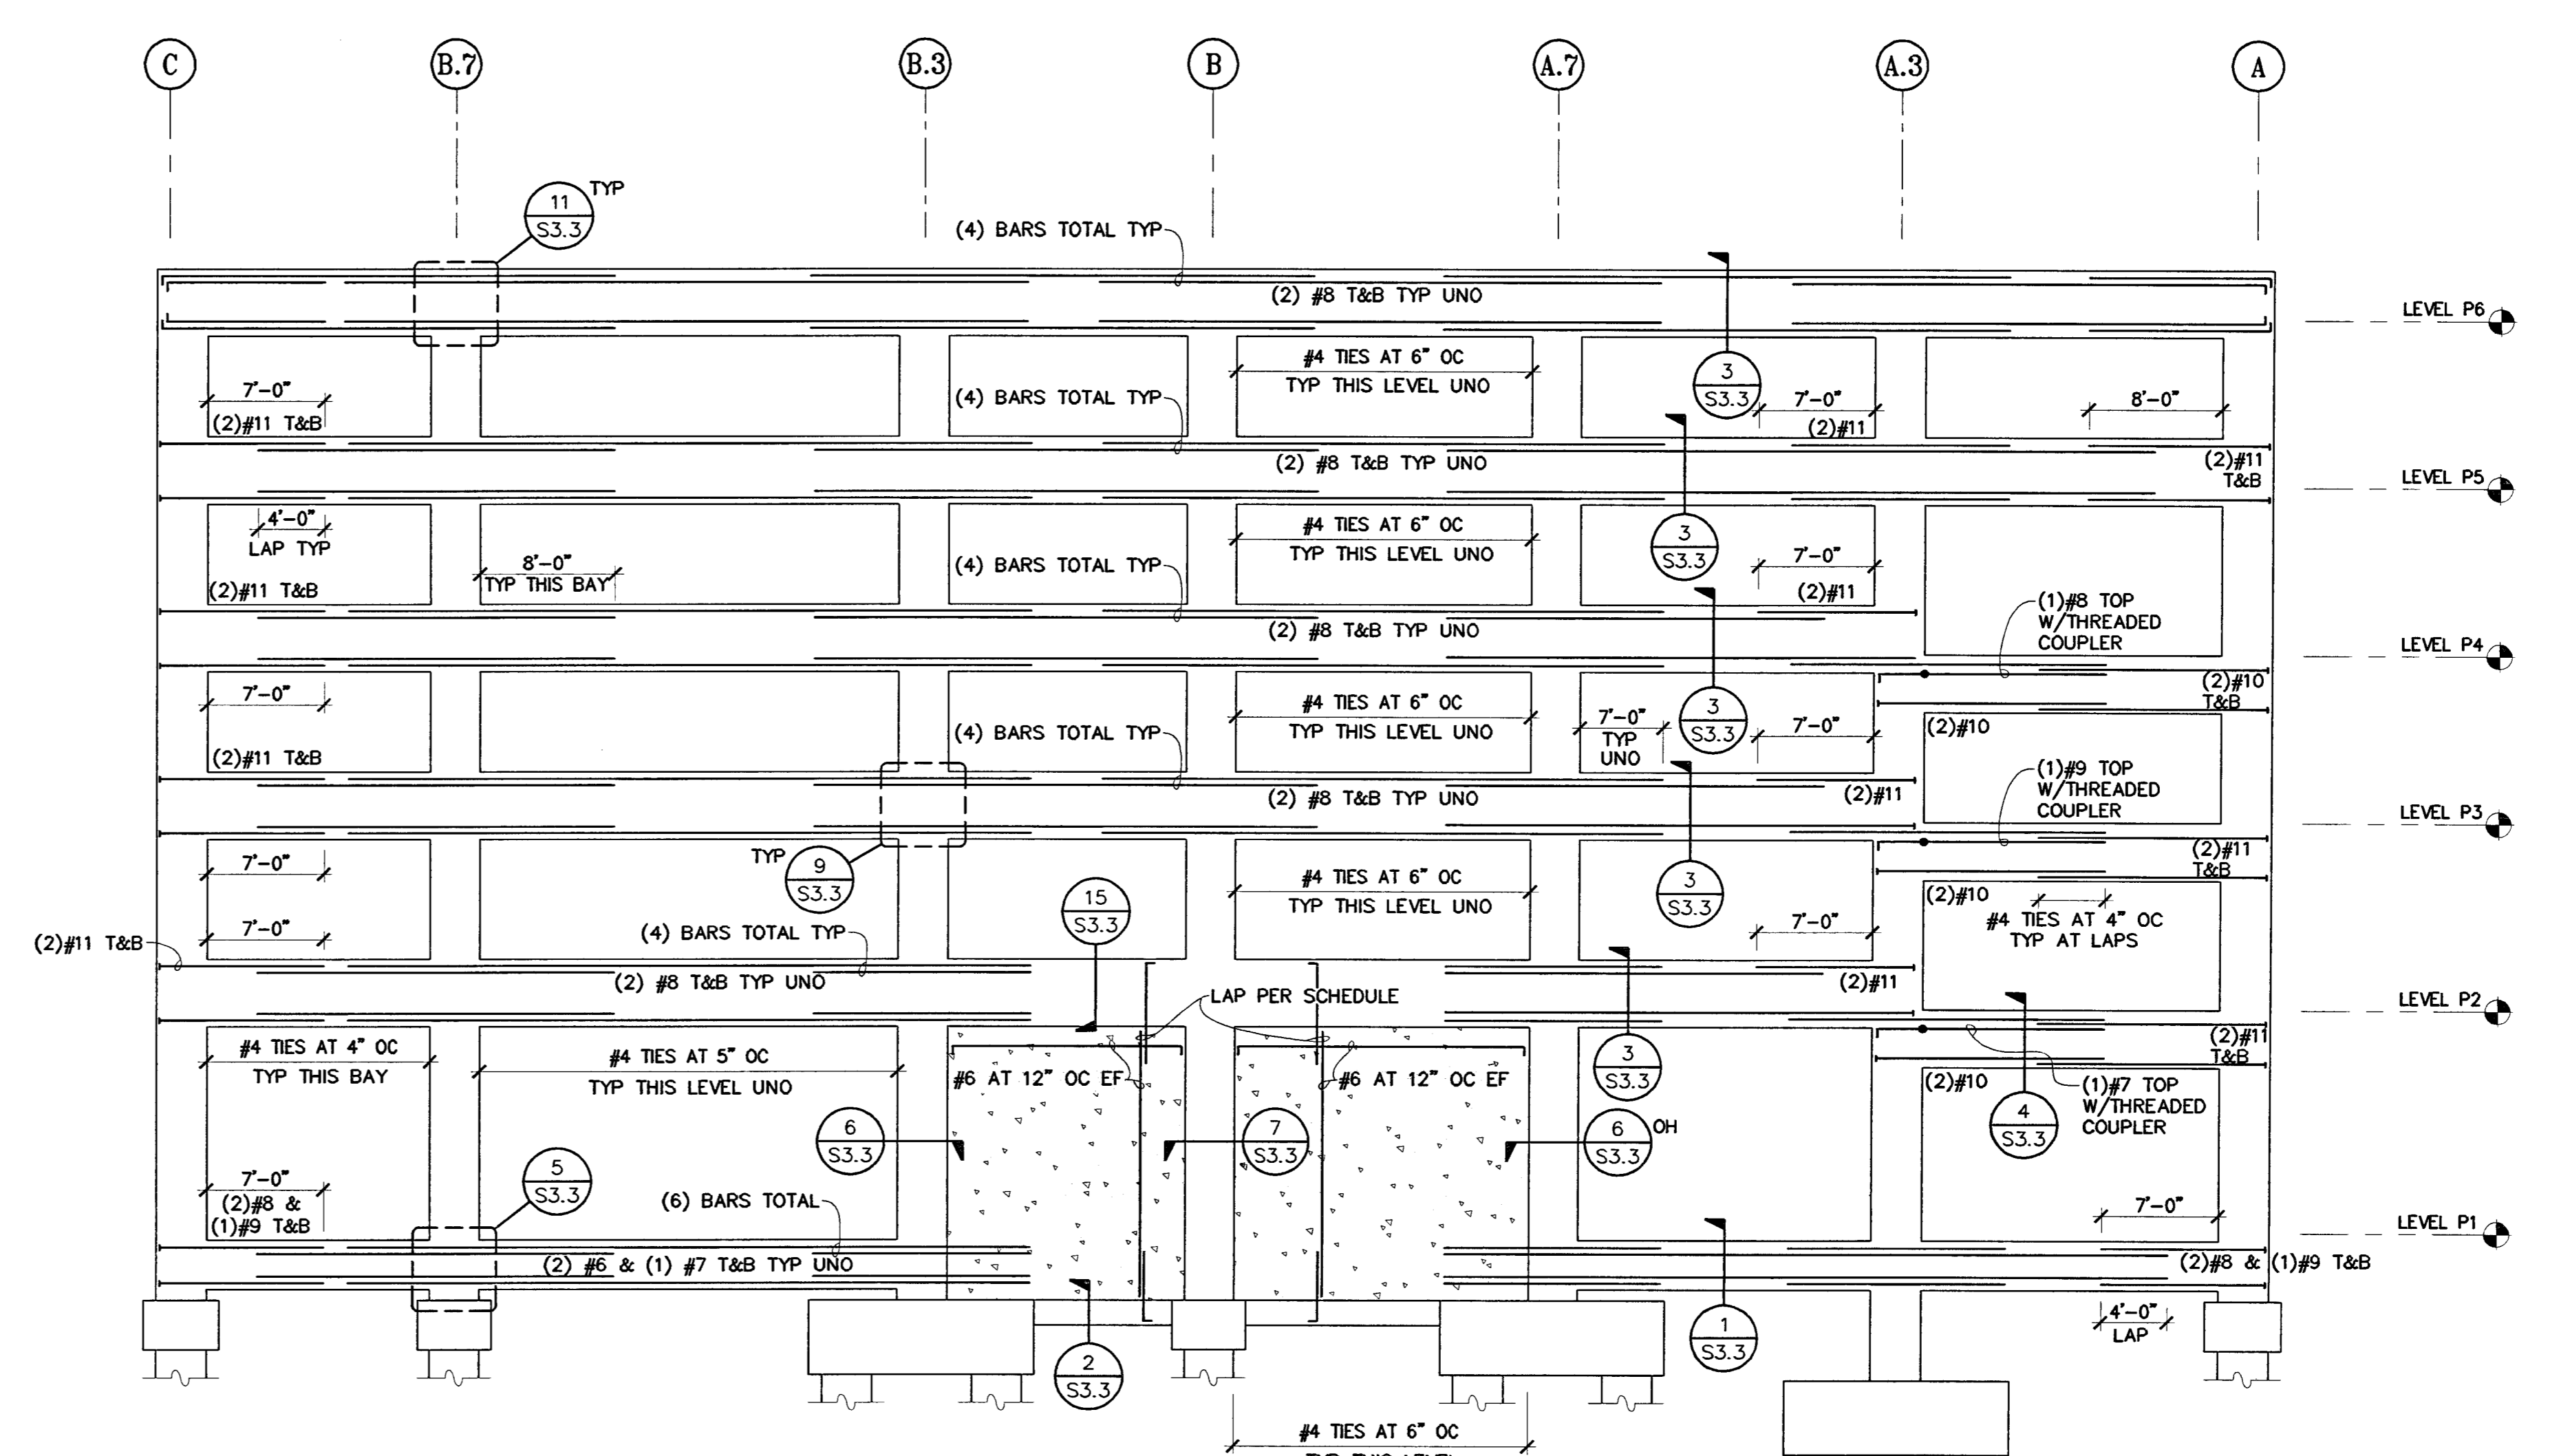 C
B.7
B.3
B
A.7
A.3
A
11
S3.3
TYP
(4) BARS TOTAL TYP
(2) #8 T&B TYP UNO
LEVEL P6
#4 TIES AT 6" OC
TYP THIS LEVEL UNO
3
S3.3
7'-0"
(2)#11 T&B
(4) BARS TOTAL TYP
7'-0"
(2)#11
8'-0"
(2) #8 T&B TYP UNO
(2)#11
T&B
LEVEL P5
4'-0"
LAP TYP
8'-0"
TYP THIS BAY
(2)#11 T&B
(4) BARS TOTAL TYP
#4 TIES AT 6" OC
TYP THIS LEVEL UNO
3
S3.3
7'-0"
(2)#11
(1)#8 TOP
W/THREADED
COUPLER
(2) #8 T&B TYP UNO
LEVEL P4
7'-0"
(2)#11 T&B
(4) BARS TOTAL TYP
#4 TIES AT 6" OC
TYP THIS LEVEL UNO
7'-0"
TYP
UNO
3
S3.3
7'-0"
(2)#10
T&B
(2)#10
(1)#9 TOP
W/THREADED
COUPLER
(2) #8 T&B TYP UNO
(2)#11
LEVEL P3
7'-0"
7'-0"
TYP
9
S3.3
15
S3.3
#4 TIES AT 6" OC
TYP THIS LEVEL UNO
3
S3.3
7'-0"
(2)#11
T&B
(2)#10
#4 TIES AT 4" OC
TYP AT LAPS
(2)#11 T&B
(4) BARS TOTAL TYP
(2) #8 T&B TYP UNO
LAP PER SCHEDULE
(2)#11
LEVEL P2
#4 TIES AT 4" OC
TYP THIS BAY
#4 TIES AT 5" OC
TYP THIS LEVEL UNO
#6 AT 12" OC EF
#6 AT 12" OC EF
3
S3.3
(2)#11
T&B
(2)#10
(1)#7 TOP
W/THREADED
COUPLER
4
S3.3
6
S3.3
7
S3.3
6
S3.3
OH
7'-0"
(2)#8 &
(1)#9 T&B
5
S3.3
(6) BARS TOTAL
7'-0"
LEVEL P1
(2) #6 & (1) #7 T&B TYP UNO
(2)#8 & (1)#9 T&B
2
S3.3
1
S3.3
4'-0"
LAP
#4 TIES AT 6" OC
TYP THIS LEVEL